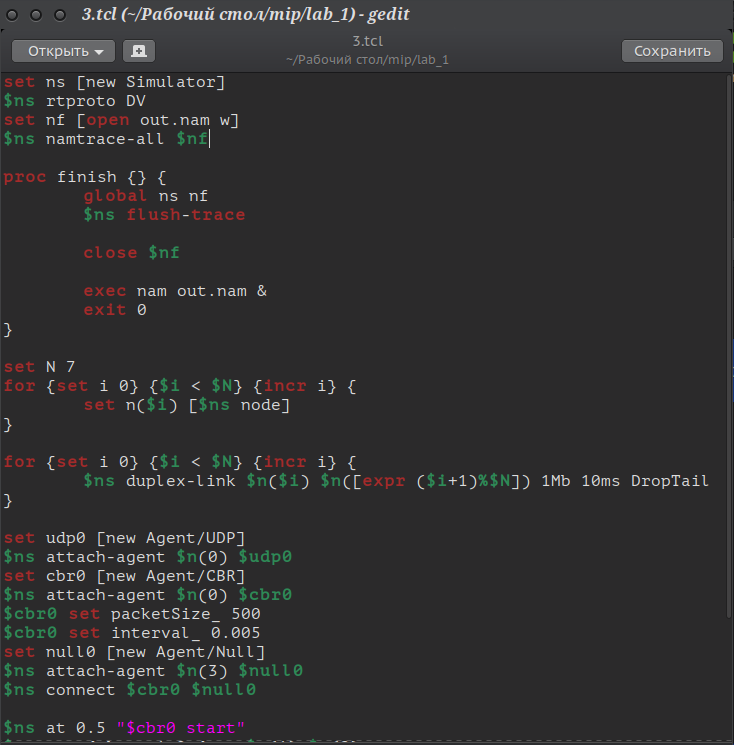 3.tcl (~/Рабочий стол/mip/lab_1) - gedit
Открыть
3.tcl
~/Рабочий стол/mip/lab_1
Сохранить
set ns [new Simulator]
$ns rtproto DV
set nf [open out.nam w]
$ns namtrace-all $nf
proc finish {} {
global ns nf
$ns flush-trace
close $nf
exec nam out.nam &
exit 0
}
set N 7
for {set i 0} {$i < $N} {incr i} {
set n($i) [$ns node]
}
for {set i 0} {$i < $N} {incr i} {
$ns duplex-link $n($i) $n([expr ($i+1)%$N]) 1Mb 10ms DropTail
}
set udp0 [new Agent/UDP]
$ns attach-agent $n(0) $udp0
set cbr0 [new Agent/CBR]
$ns attach-agent $n(0) $cbr0
$cbr0 set packetSize_ 500
$cbr0 set interval_ 0.005
set null0 [new Agent/Null]
$ns attach-agent $n(3) $null0
$ns connect $cbr0 $null0
$ns at 0.5 "$cbr0 start"